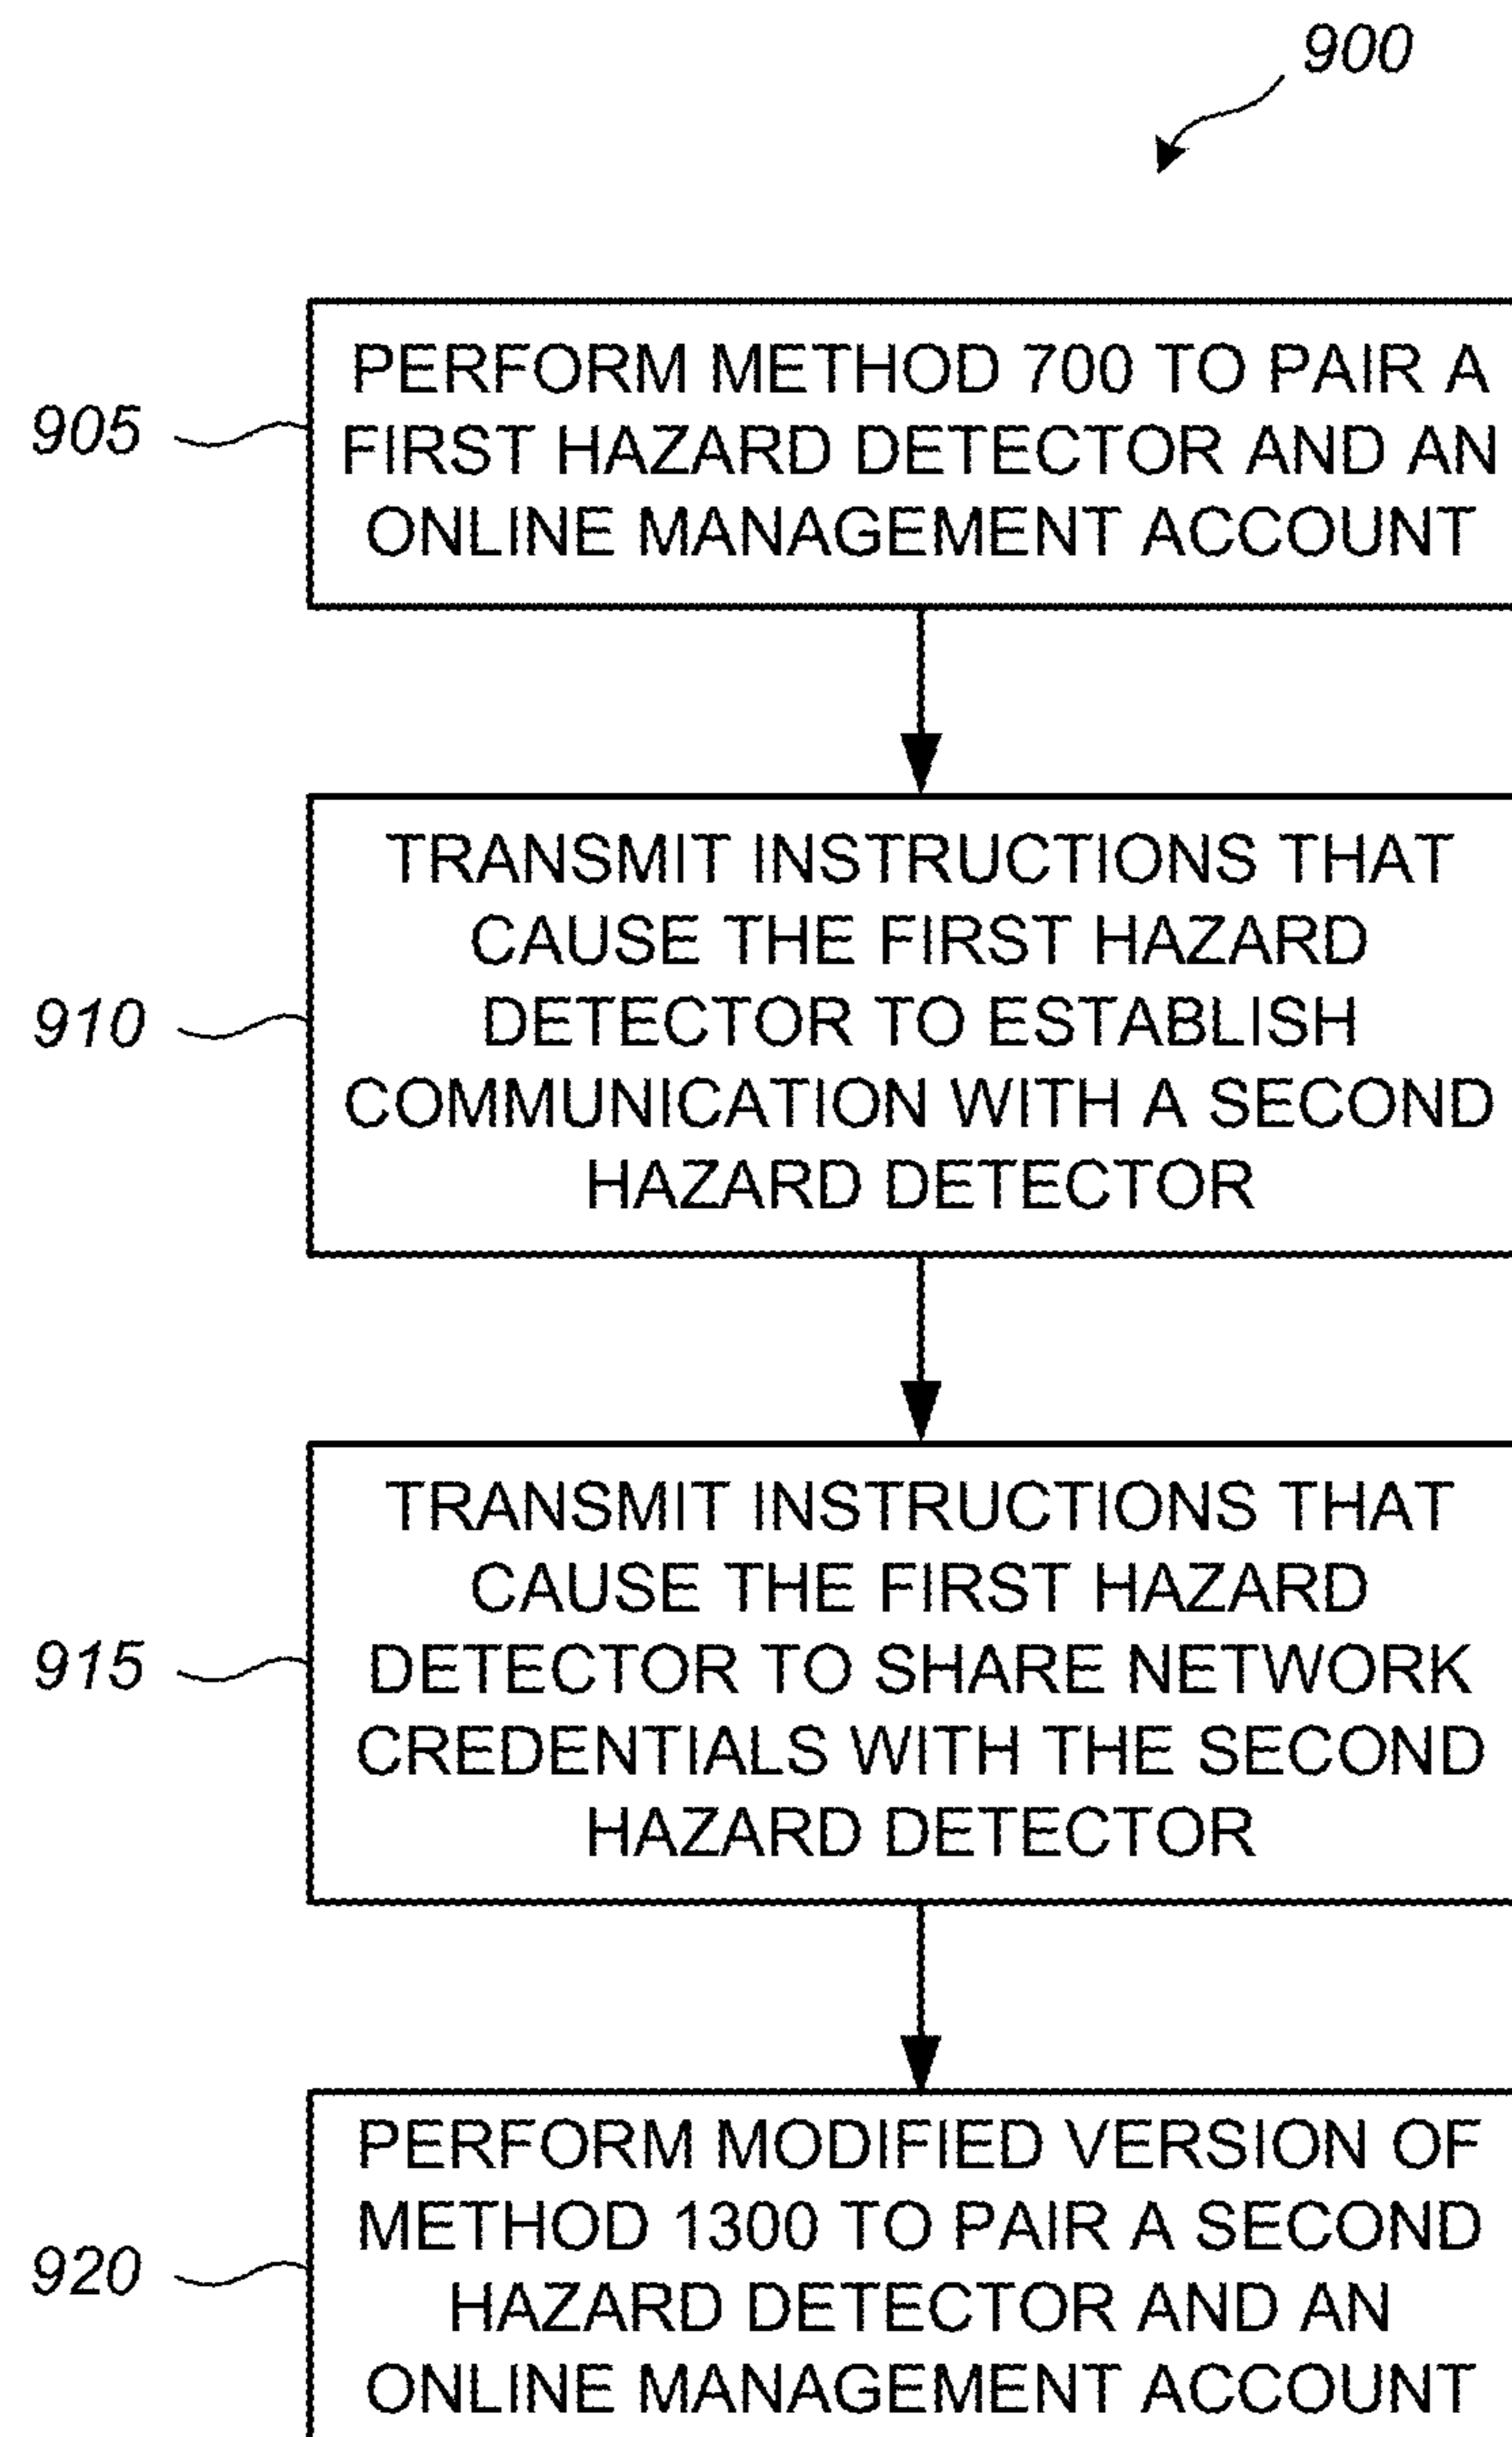 900
905
PERFORM METHOD 700 TO PAIR A
FIRST HAZARD DETECTOR AND AN
ONLINE MANAGEMENT ACCOUNT
910
TRANSMIT INSTRUCTIONS THAT
CAUSE THE FIRST HAZARD
DETECTOR TO ESTABLISH
COMMUNICATION WITH A SECOND
HAZARD DETECTOR
915
TRANSMIT INSTRUCTIONS THAT
CAUSE THE FIRST HAZARD
DETECTOR TO SHARE NETWORK
CREDENTIALS WITH THE SECOND
HAZARD DETECTOR
920
PERFORM MODIFIED VERSION OF
METHOD 1300 TO PAIR A SECOND
HAZARD DETECTOR AND AN
ONLINE MANAGEMENT ACCOUNT